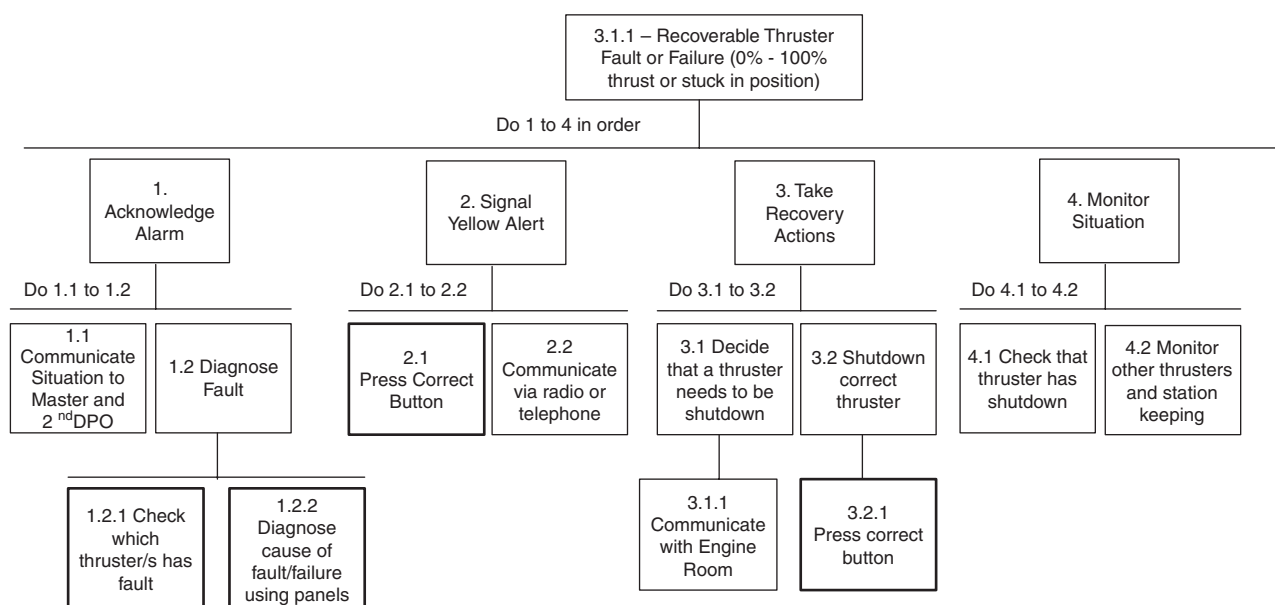 3.1.1 – Recoverable Thruster
Fault or Failure (0% - 100%
thrust or stuck in position)
Do 1 to 4 in order
1.
Acknowledge
Alarm
2. Signal
Yellow Alert
3. Take
Recovery
Actions
4. Monitor
Situation
Do 1.1 to 1.2
Do 2.1 to 2.2
Do 3.1 to 3.2
Do 4.1 to 4.2
1.1
Communicate
Situation to
Master and
2 ndDPO
1.2 Diagnose
Fault
2.1
Press Correct
Button
2.2
Communicate
via radio or
telephone
3.1 Decide
that a thruster
needs to be
shutdown
3.2 Shutdown
correct
thruster
4.1 Check that
thruster has
shutdown
4.2 Monitor
other thrusters
and station
keeping
1.2.1 Check
which
thruster/s has
fault
1.2.2
Diagnose
cause of
fault/failure
using panels
3.1.1
Communicate
with Engine
Room
3.2.1
Press correct
button